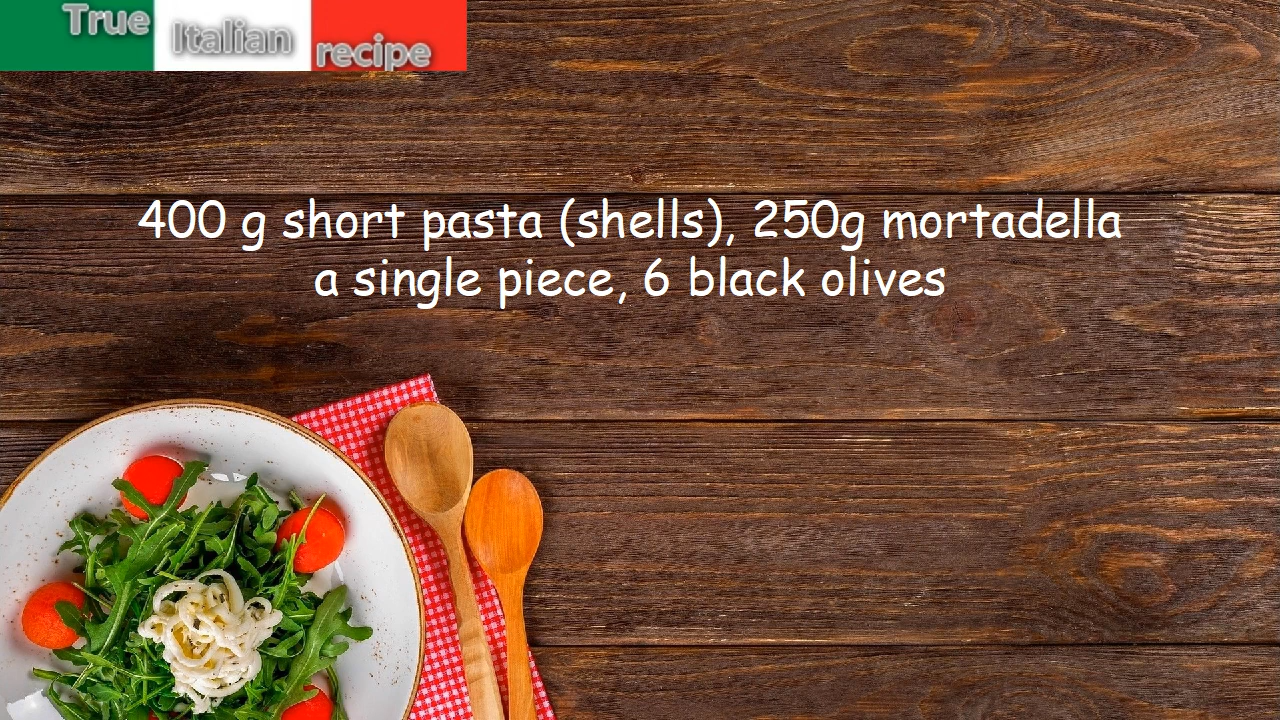 True Italian recipe
400 g short pasta (shells), 250g mortadella
a single piece, 6 black olives